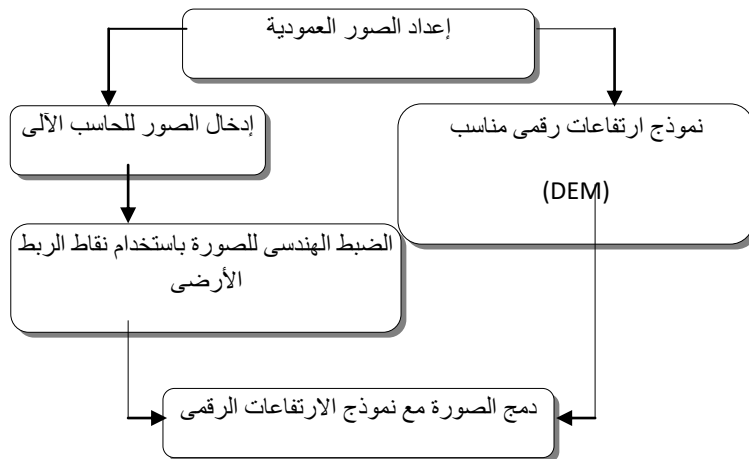 إعداد الصور العمودية
إدخال الصور للحاسب الآلى
نموذج ارتفاعات رقمى مناسب
(DEM)
الضبط الهندسى للصورة باستخدام نقاط الربط
الأرضى
دمج الصورة مع نموذج الارتفاعات الرقمى